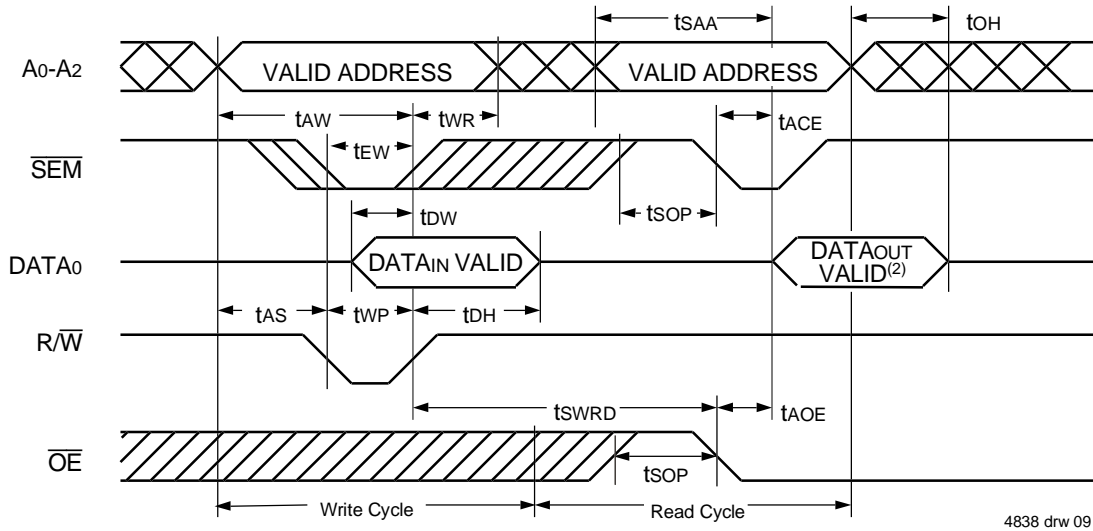 tSAA
tOH
A0-A2
VALID ADDRESS
VALID ADDRESS
tAW
tWR
tACE
tEW
SEM
tSOP
tDW
DATA0
DATAIN VALID
DATAOUT
VALID(2)
tAS
tWP
tDH
R/W
tSWRD
tAOE
OE
tSOP
Write Cycle
Read Cycle
4838 drw 09